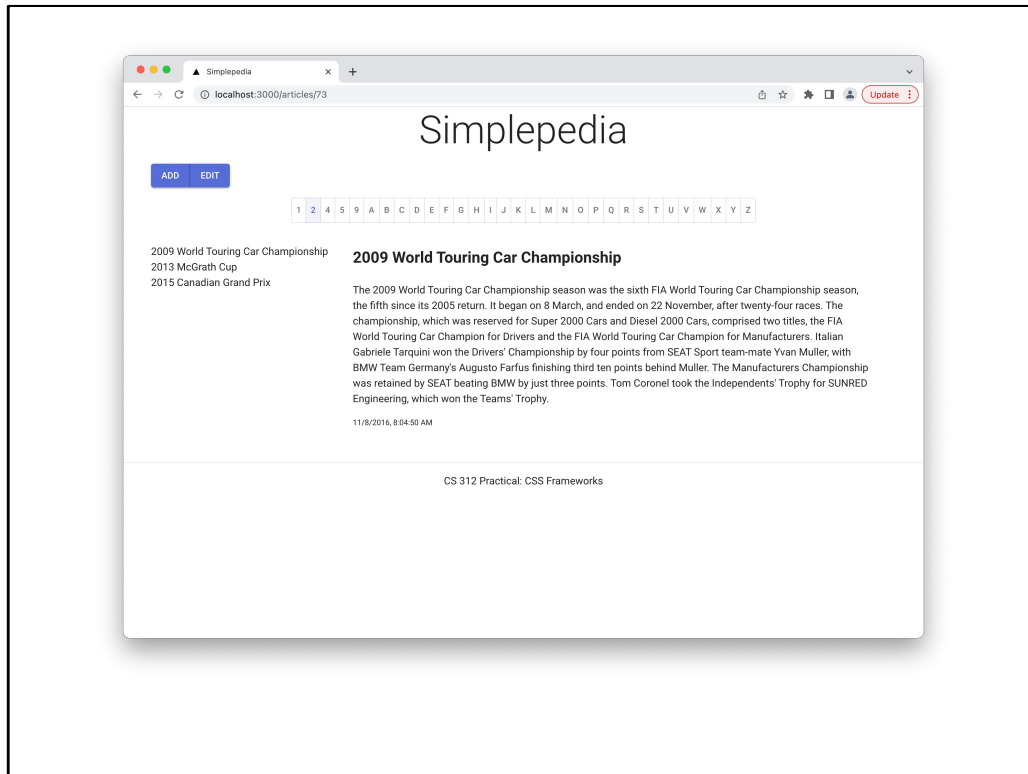 Simplepedia
localhost:3000/articles/73
Update
Simplepedia
ADD EDIT
1 2 4 5 9 A B C D E F G H I J K L M N O P Q R S T U V W X Y Z
2009 World Touring Car Championship
2013 McGrath Cup
2015 Canadian Grand Prix
2009 World Touring Car Championship
The 2009 World Touring Car Championship season was the sixth FIA World Touring Car Championship season,
the fifth since its 2005 return. It began on 8 March, and ended on 22 November, after twenty-four races. The
championship, which was reserved for Super 2000 Cars and Diesel 2000 Cars, comprised two titles, the FIA
World Touring Car Champion for Drivers and the FIA World Touring Car Champion for Manufacturers. Italian
Gabriele Tarquini won the Drivers' Championship by four points from SEAT Sport team-mate Yvan Muller, with
BMW Team Germany's Augusto Farfus finishing third ten points behind Muller. The Manufacturers Championship
was retained by SEAT beating BMW by just three points. Tom Coronel took the Independents' Trophy for SUNRED
Engineering, which won the Teams' Trophy.
11/8/2016, 8:04:50 AM
CS 312 Practical: CSS Frameworks